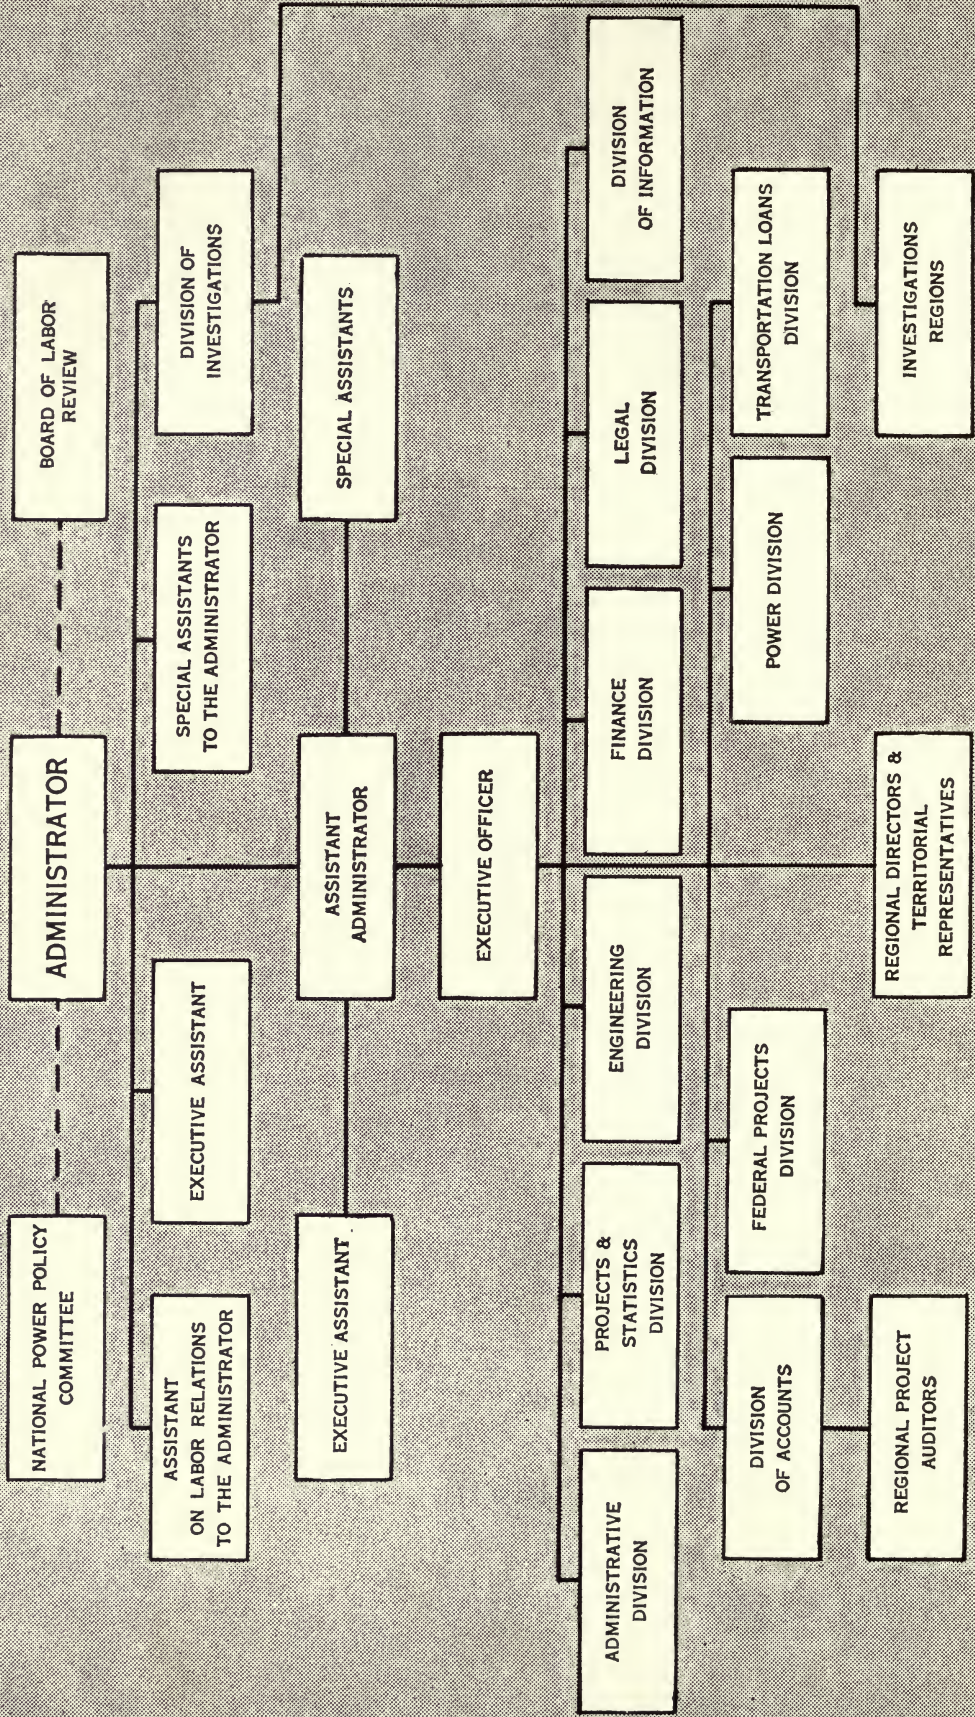 NATIONAL POWER POLICY
COMMITTEE
ADMINISTRATOR
BOARD OF LABOR
REVIEW
ASSISTANT
ON LABOR RELATIONS
TO THE ADMINISTRATOR
EXECUTIVE ASSISTANT
SPECIAL ASSISTANTS
TO THE ADMINISTRATOR
DIVISION OF
INVESTIGATIONS
EXECUTIVE ASSISTANT
ASSISTANT
ADMINISTRATOR
SPECIAL ASSISTANTS
EXECUTIVE OFFICER
ADMINISTRATIVE
DIVISION
PROJECTS &
STATISTICS
DIVISION
ENGINEERING
DIVISION
FINANCE
DIVISION
LEGAL
DIVISION
DIVISION
OF INFORMATION
DIVISION
OF ACCOUNTS
FEDERAL PROJECTS
DIVISION
POWER DIVISION
TRANSPORTATION LOANS
DIVISION
REGIONAL PROJECT
AUDITORS
REGIONAL DIRECTORS &
TERRITORIAL
REPRESENTATIVES
INVESTIGATIONS
REGIONS